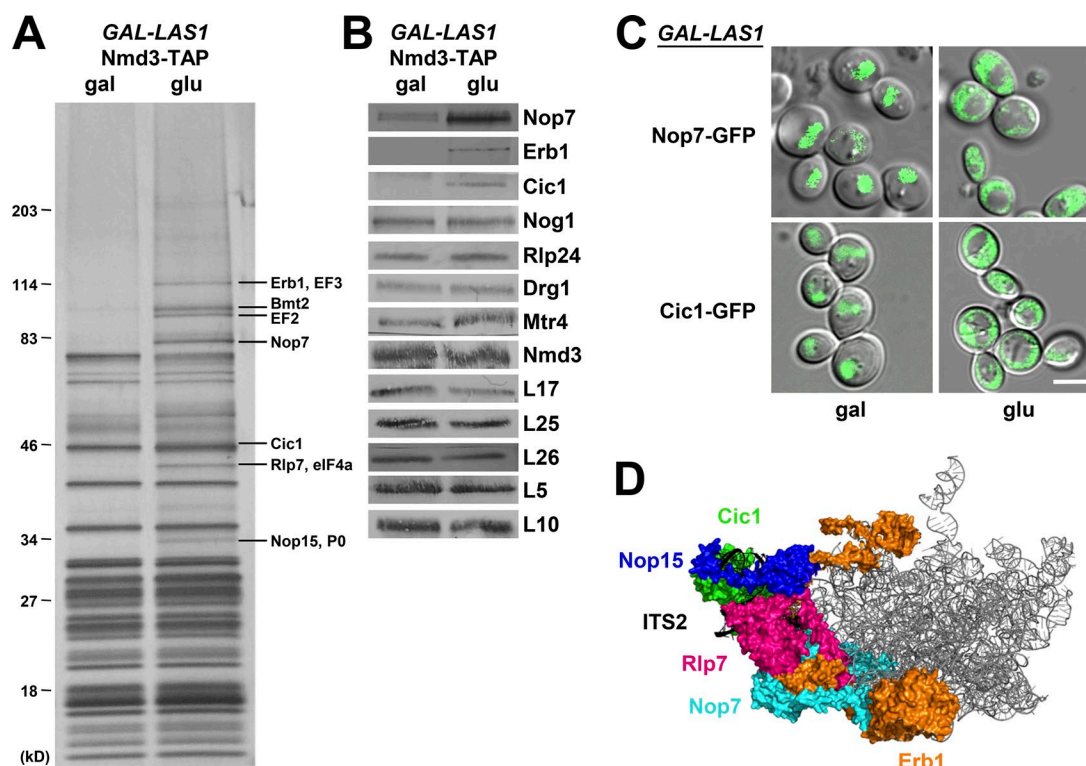 A
GAL-LAS1
Nmd3-TAP
gal glu
203
114
83
46
34
27
18
(kD)
Erb1, EF3
Bmt2
EF2
Nop7
Cic1
Rlp7, eIF4a
Nop15, P0
B
GAL-LAS1
Nmd3-TAP
gal glu
Nop7
Erb1
Cic1
Nog1
Rlp24
Drg1
Mtr4
Nmd3
L17
L25
L26
L5
L10
C
GAL-LAS1
Nop7-GFP
Cic1-GFP
gal glu
D
Cic1
Nop15
ITS2
Rlp7
Nop7
Erb1